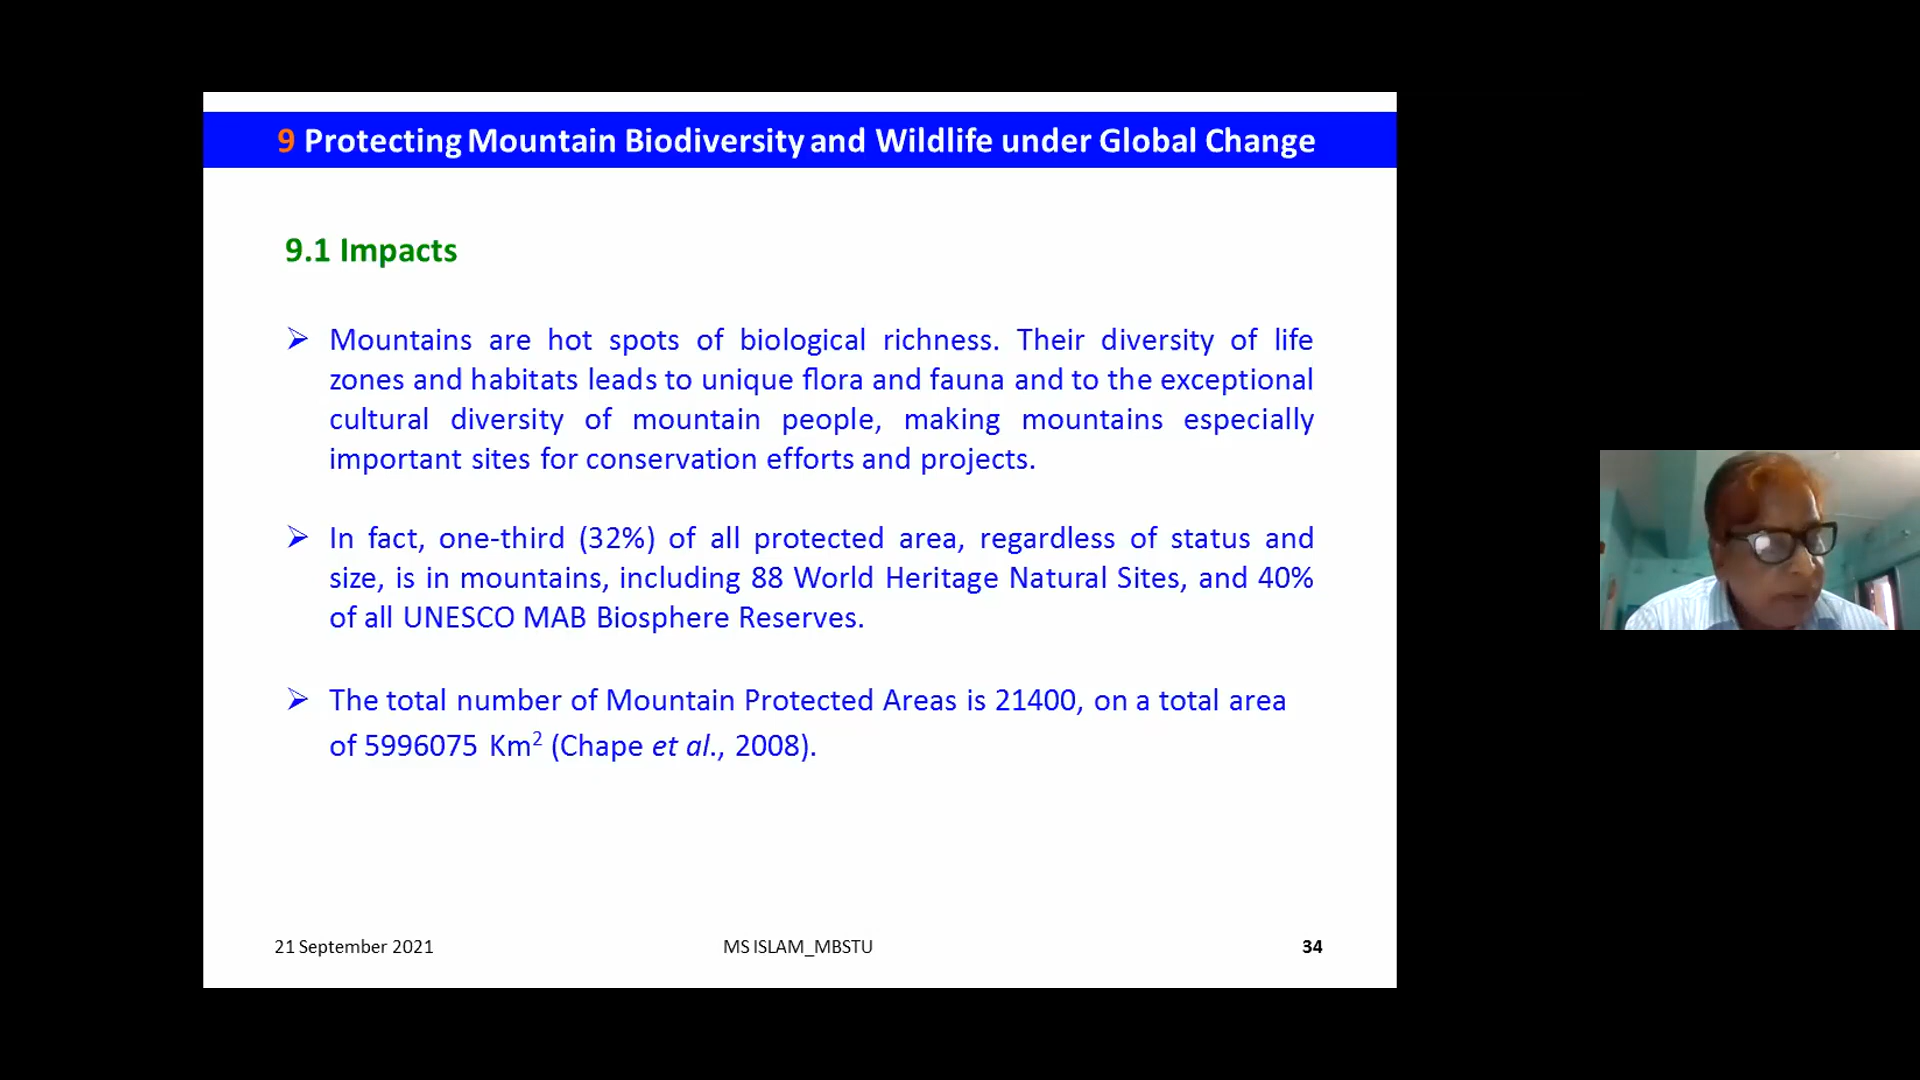 9 Protecting Mountain Biodiversity and Wildlife under Global Change
9.1 Impacts
➢ Mountains are hot spots of biological richness. Their diversity of life
zones and habitats leads to unique flora and fauna and to the exceptional
cultural diversity of mountain people, making mountains especially
important sites for conservation efforts and projects.
➢ In fact, one-third (32%) of all protected area, regardless of status and
size, is in mountains, including 88 World Heritage Natural Sites, and 40%
of all UNESCO MAB Biosphere Reserves.
➢ The total number of Mountain Protected Areas is 21400, on a total area
of 5996075 Km² (Chape et al., 2008).
21 September 2021 MS ISLAM_MBSTU 34